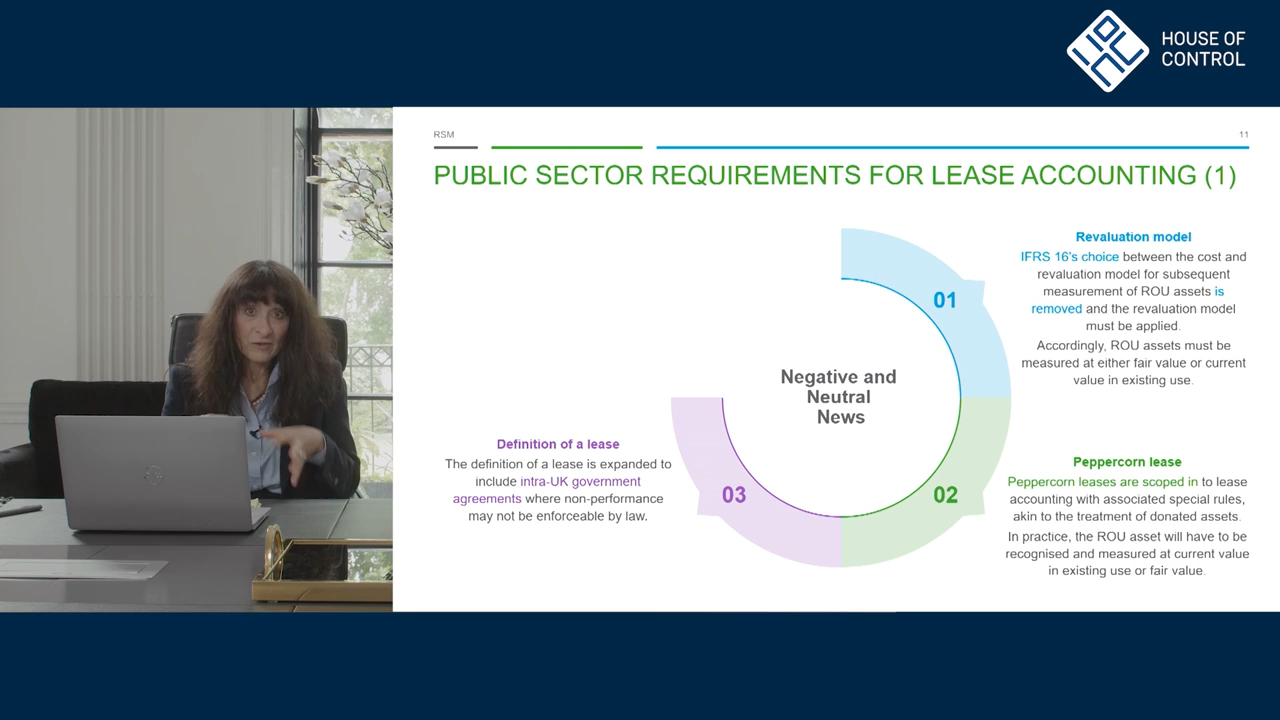 HOUSE OF
CONTROL
RSM
11
PUBLIC SECTOR REQUIREMENTS FOR LEASE ACCOUNTING (1)
Revaluation model
IFRS 16's choice between the cost and
revaluation model for subsequent
measurement of ROU assets is
removed and the revaluation model
must be applied.
Accordingly, ROU assets must be
measured at either fair value or current
value in existing use.
01
Negative and
Neutral
News
Definition of a lease
The definition of a lease is expanded to
include intra-UK government
agreements where non-performance
may not be enforceable by law.
03
02
Peppercorn lease
Peppercorn leases are scoped in to lease
accounting with associated special rules,
akin to the treatment of donated assets.
In practice, the ROU asset will have to be
recognised and measured at current value
in existing use or fair value.